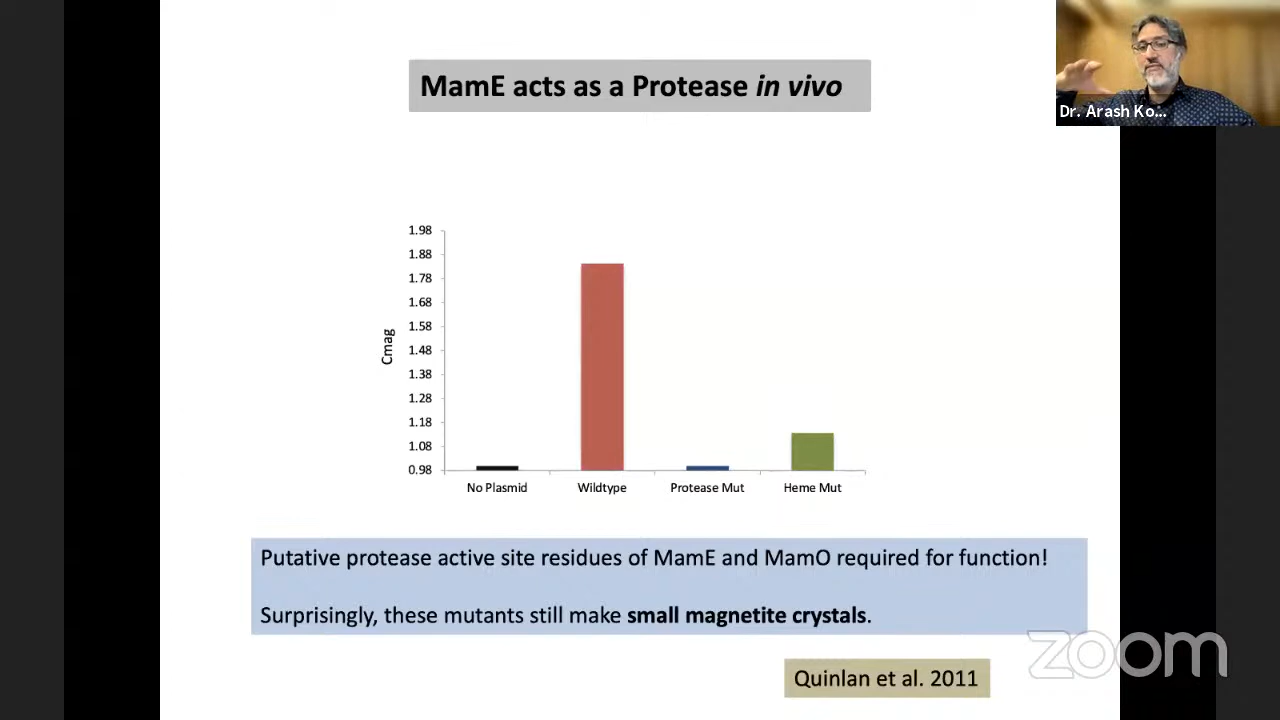 MamE acts as a Protease in vivo
Dr. Arash Ko...
1.98
1.88
1.78
1.68
1.58
1.48
1.38
1.28
1.18
1.08
0.98
Cmag
No Plasmid
Wildtype
Protease Mut
Heme Mut
Putative protease active site residues of MamE and MamO required for function!
Surprisingly, these mutants still make small magnetite crystals.
zoom
Quinlan et al. 2011